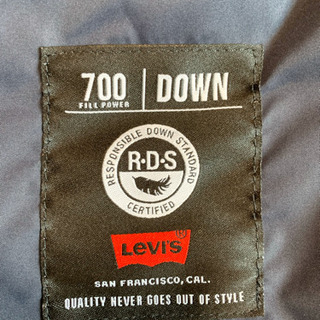 700 | DOWN
FILL POWER
RESPONSIBLE DOWN STANDARD
R·D·S
CERTIFIED
LEVI'S®
SAN FRANCISCO, CAL.
QUALITY NEVER GOES OUT OF STYLE